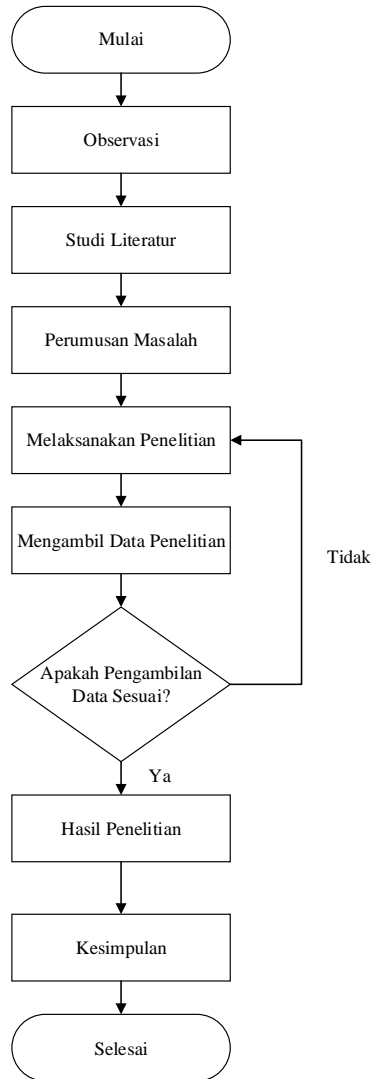 Mulai
Observasi
Studi Literatur
Perumusan Masalah
Melaksanakan Penelitian
Mengambil Data Penelitian
Tidak
Apakah Pengambilan
Data Sesuai?
Ya
Hasil Penelitian
Kesimpulan
Selesai